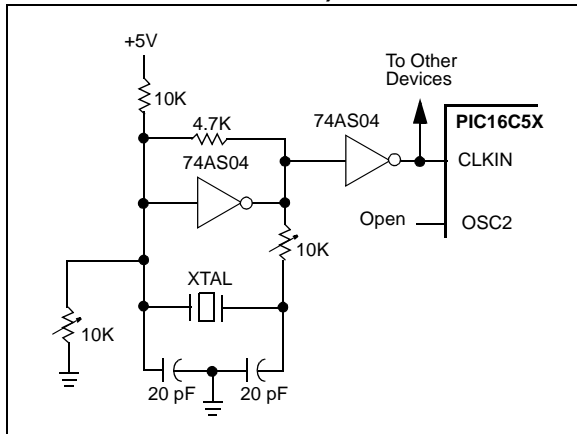 +5V
To Other
Devices
10K
4.7K
74AS04
PIC16C5X
74AS04
CLKIN
Open
OSC2
10K
XTAL
10K
20 pF
20 pF